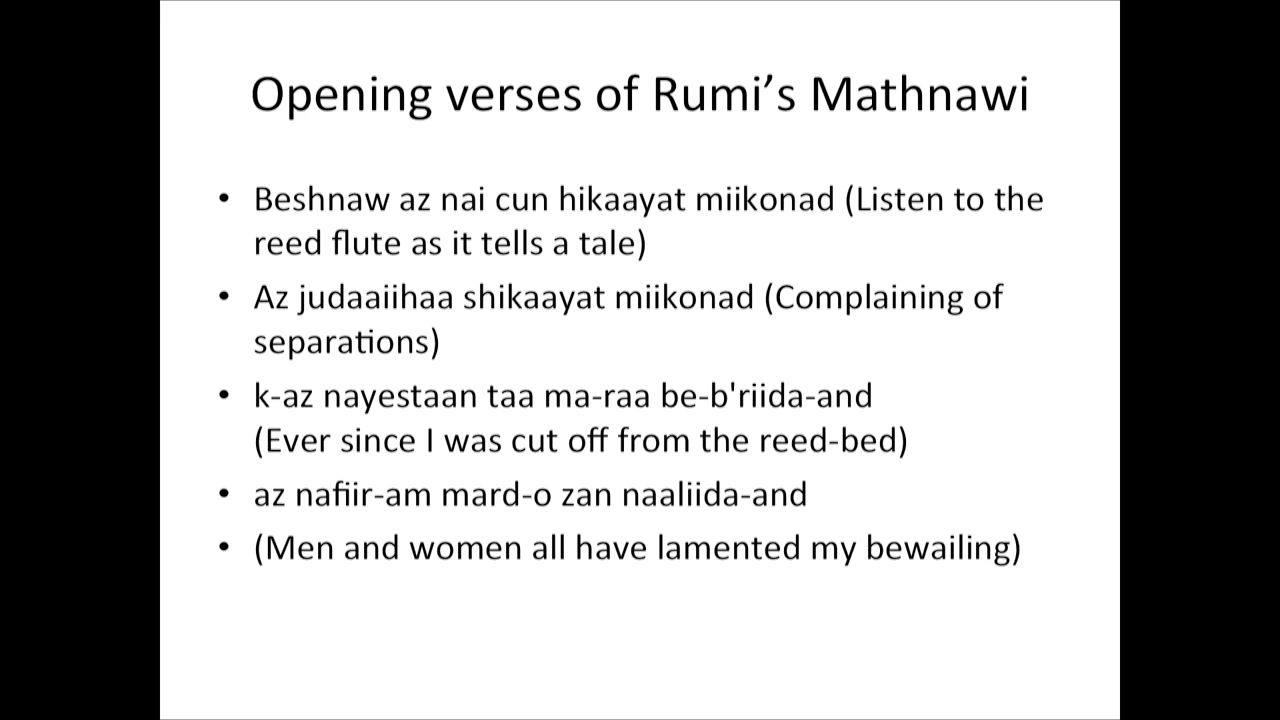 Opening verses of Rumi’s Mathnawi
• Beshnaw az nai cun hikaayat miikonad (Listen to the
reed flute as it tells a tale)
• Az judaaiihaa shikaayat miikonad (Complaining of
separations)
• k-az nayestaan taa ma-raa be-b'riida-and
(Ever since I was cut off from the reed-bed)
• az nafiir-am mard-o zan naaliida-and
• (Men and women all have lamented my bewailing)